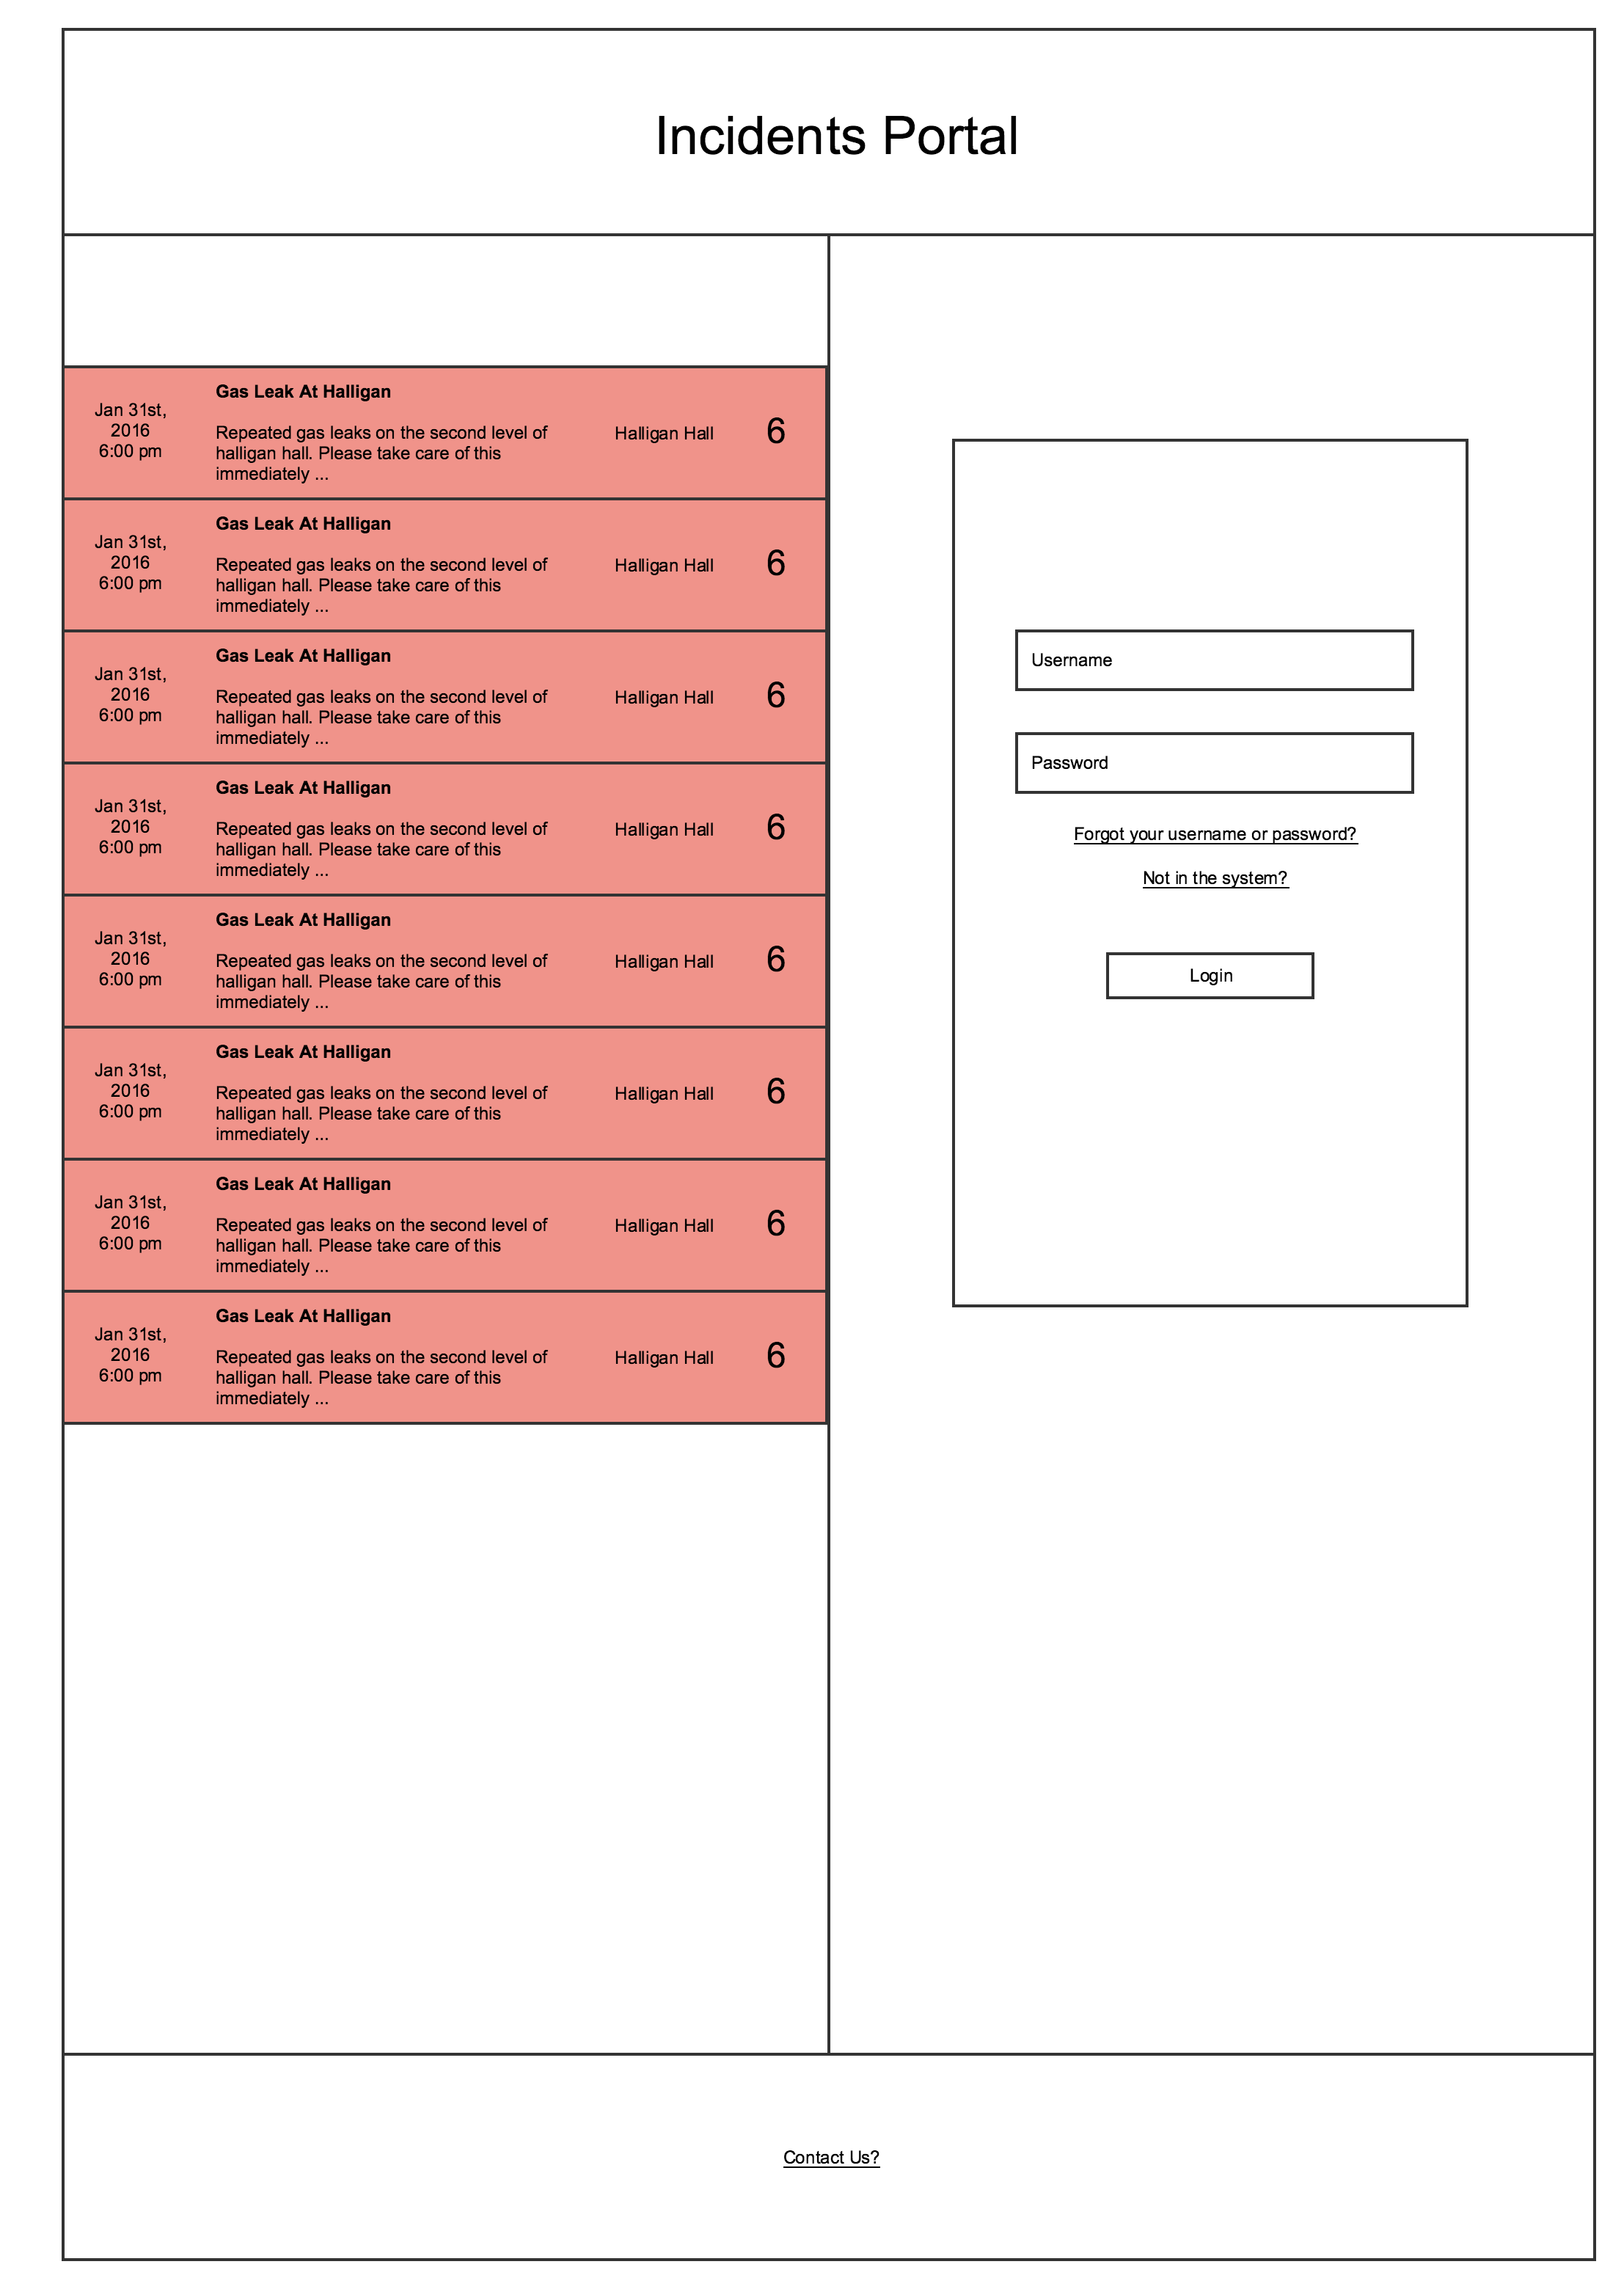 Incidents Portal
Jan 31st,
2016
6:00 pm
Gas Leak At Halligan
Repeated gas leaks on the second level of
halligan hall. Please take care of this
immediately ...
Halligan Hall
6
Jan 31st,
2016
6:00 pm
Gas Leak At Halligan
Repeated gas leaks on the second level of
halligan hall. Please take care of this
immediately ...
Halligan Hall
6
Jan 31st,
2016
6:00 pm
Gas Leak At Halligan
Repeated gas leaks on the second level of
halligan hall. Please take care of this
immediately ...
Halligan Hall
6
Jan 31st,
2016
6:00 pm
Gas Leak At Halligan
Repeated gas leaks on the second level of
halligan hall. Please take care of this
immediately ...
Halligan Hall
6
Jan 31st,
2016
6:00 pm
Gas Leak At Halligan
Repeated gas leaks on the second level of
halligan hall. Please take care of this
immediately ...
Halligan Hall
6
Jan 31st,
2016
6:00 pm
Gas Leak At Halligan
Repeated gas leaks on the second level of
halligan hall. Please take care of this
immediately ...
Halligan Hall
6
Jan 31st,
2016
6:00 pm
Gas Leak At Halligan
Repeated gas leaks on the second level of
halligan hall. Please take care of this
immediately ...
Halligan Hall
6
Jan 31st,
2016
6:00 pm
Gas Leak At Halligan
Repeated gas leaks on the second level of
halligan hall. Please take care of this
immediately ...
Halligan Hall
6
Username
Password
Forgot your username or password?
Not in the system?
Login
Contact Us?